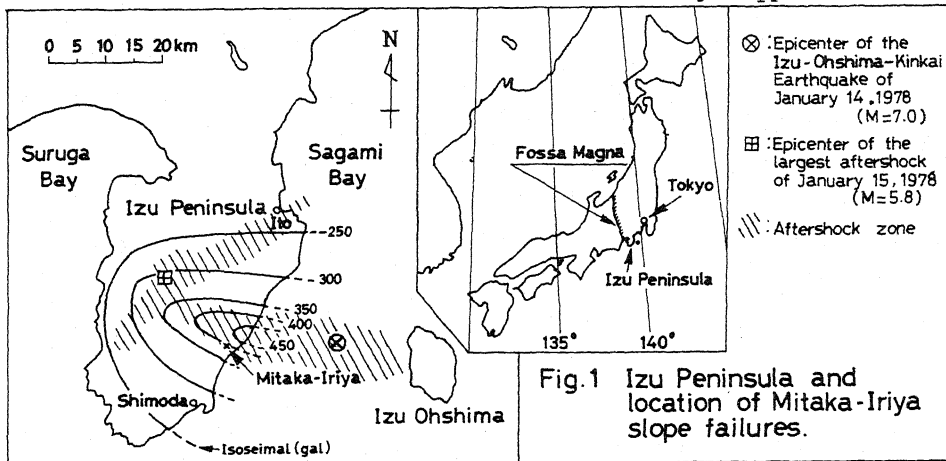 0 5 10 15 20km
N
Suruga
Bay
Sagami
Bay
Izu Peninsula
Ito
250
300
350
400
450
Mitaka-Iriya
Shimoda
Izu Ohshima
Isoseimal (gal)
Fossa Magna
Tokyo
Izu Peninsula
135°
140°
:Epicenter of the
Izu-Ohshima-Kinkai
Earthquake of
January 14,1978
(M=7.0)
:Epicenter of the
largest aftershock
of January 15,1978
(M=5.8)
:Aftershock zone
Fig.1 Izu Peninsula and
location of Mitaka-Iriya
slope failures.